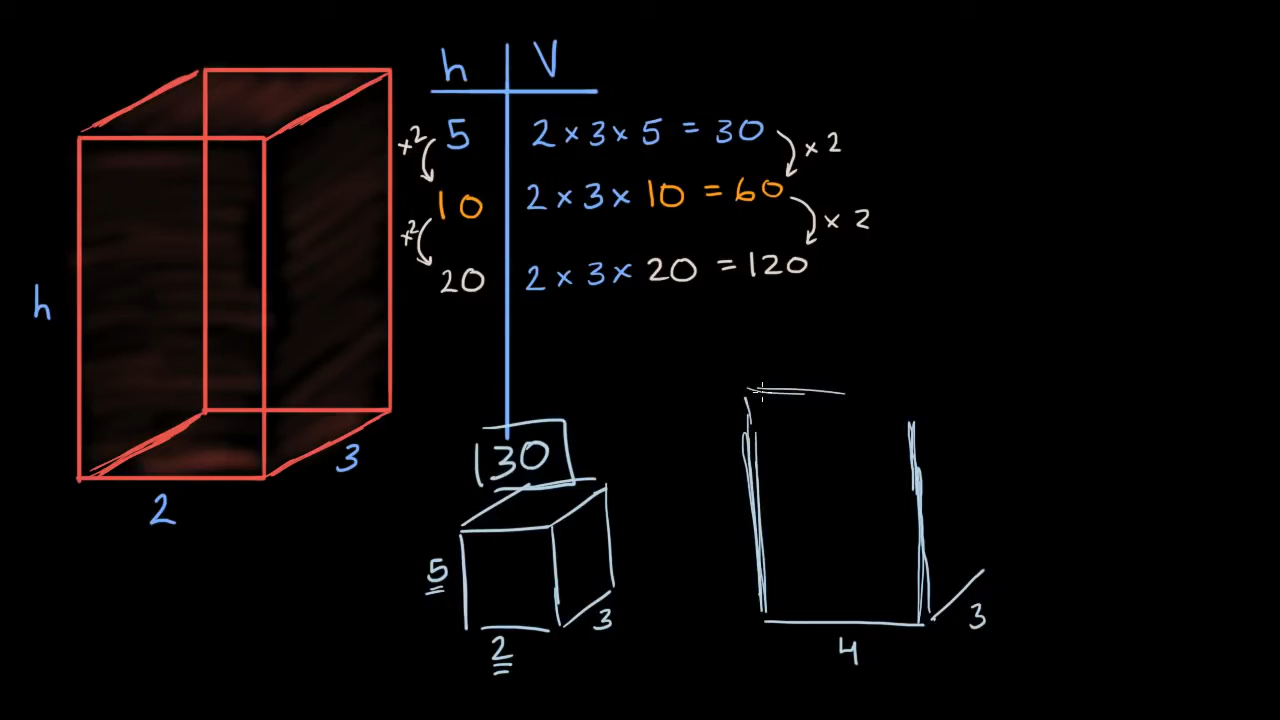 h V
×2 5 2 × 3 × 5 = 30 × 2
×2 10 2 × 3 × 10 = 60 × 2
20 2 × 3 × 20 = 120
h
3
2
130
5
3
2
3
4